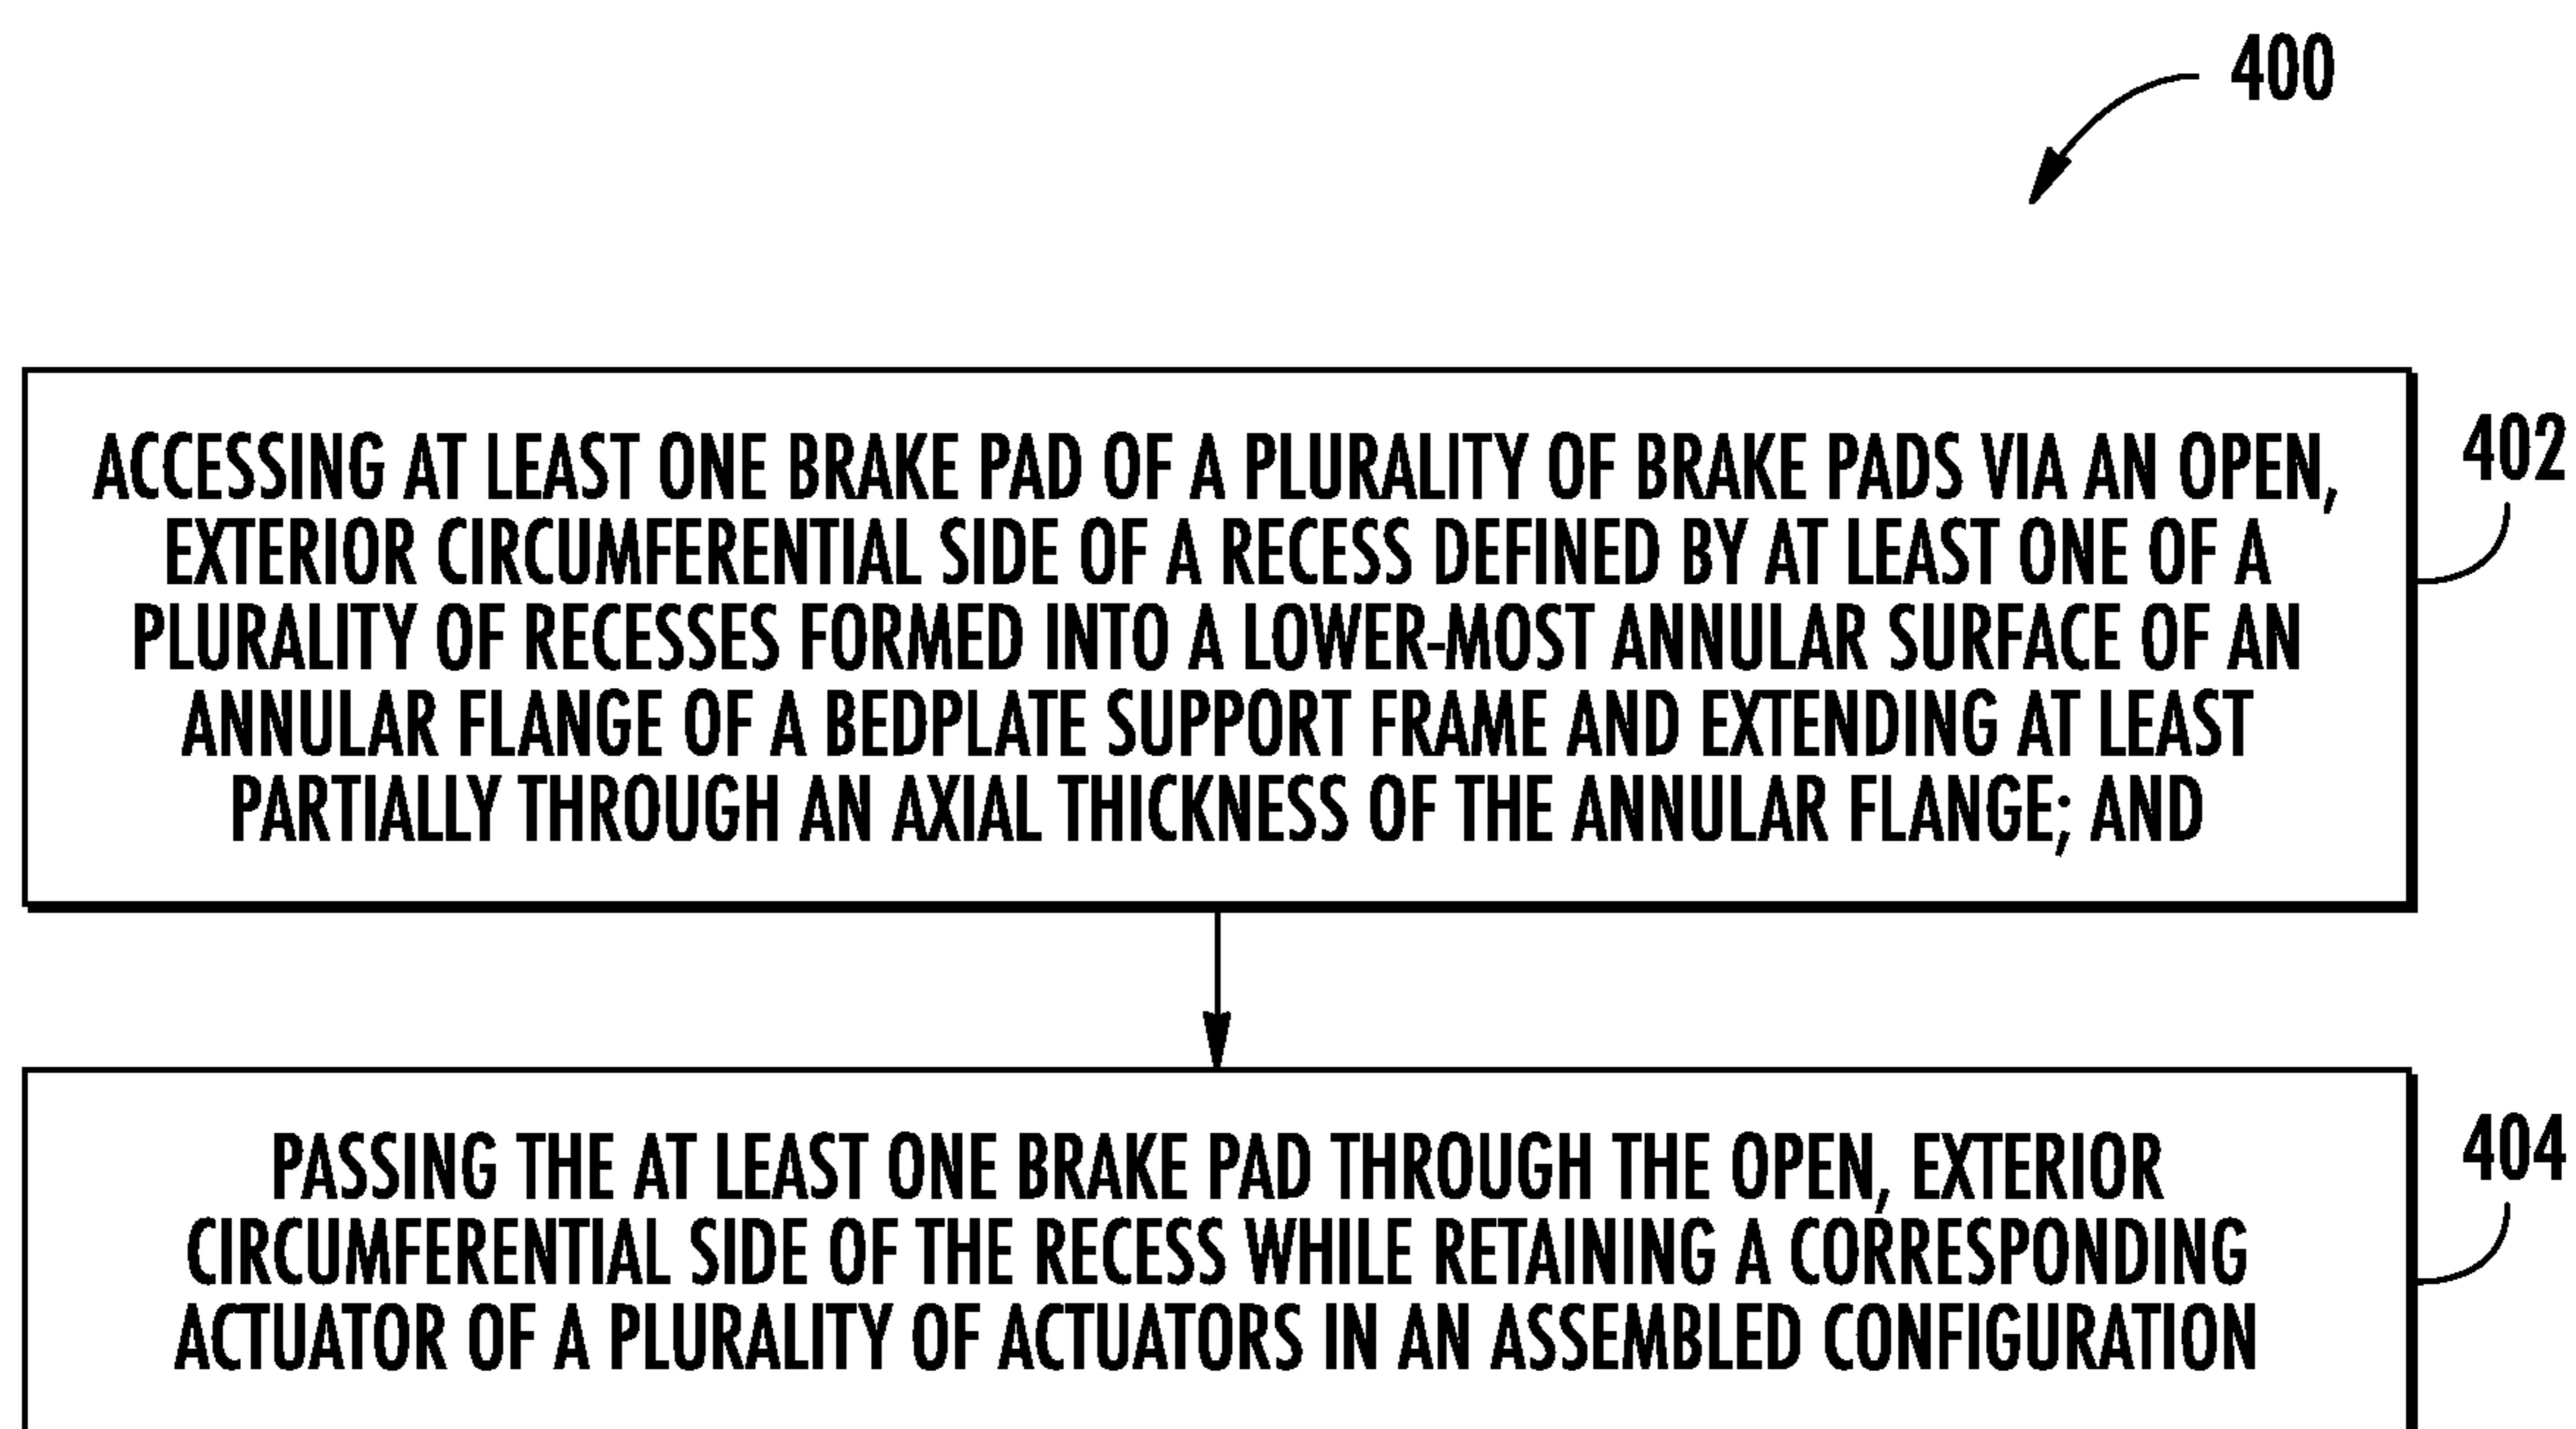 400
ACCESSING AT LEAST ONE BRAKE PAD OF A PLURALITY OF BRAKE PADS VIA AN OPEN,
EXTERIOR CIRCUMFERENTIAL SIDE OF A RECESS DEFINED BY AT LEAST ONE OF A
PLURALITY OF RECESSES FORMED INTO A LOWER-MOST ANNULAR SURFACE OF AN
ANNULAR FLANGE OF A BEDPLATE SUPPORT FRAME AND EXTENDING AT LEAST
PARTIALLY THROUGH AN AXIAL THICKNESS OF THE ANNULAR FLANGE; AND
402
PASSING THE AT LEAST ONE BRAKE PAD THROUGH THE OPEN, EXTERIOR
CIRCUMFERENTIAL SIDE OF THE RECESS WHILE RETAINING A CORRESPONDING
ACTUATOR OF A PLURALITY OF ACTUATORS IN AN ASSEMBLED CONFIGURATION
404